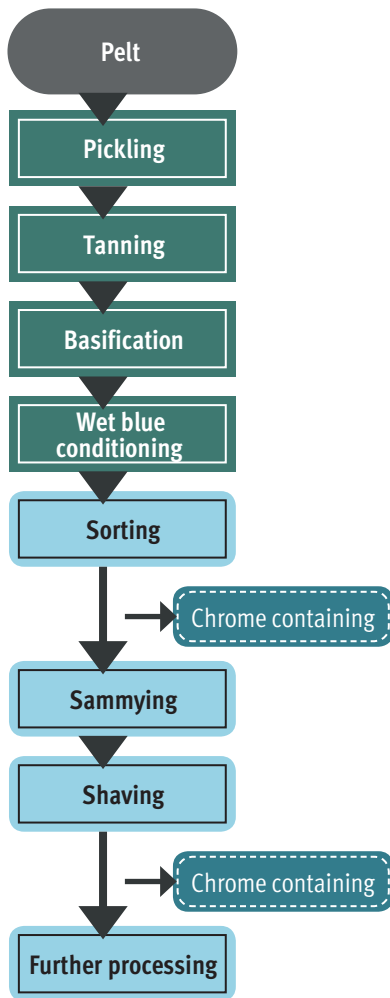 Pelt
Pickling
Tanning
Basification
Wet blue
conditioning
Sorting
Chrome containing
Sammying
Shaving
Chrome containing
Further processing